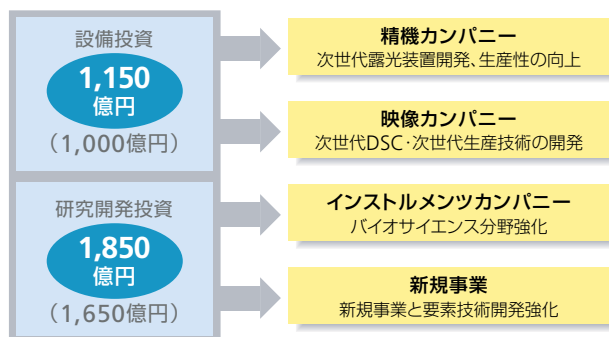 設備投資
1,150
億円
(1,000億円)
研究開発投資
1,850
億円
(1,650億円)
精機カンパニー
次世代露光装置開発、生産性の向上
映像カンパニー
次世代DSC・次世代生産技術の開発
インストルメンツカンパニー
バイオサイエンス分野強化
新規事業
新規事業と要素技術開発強化